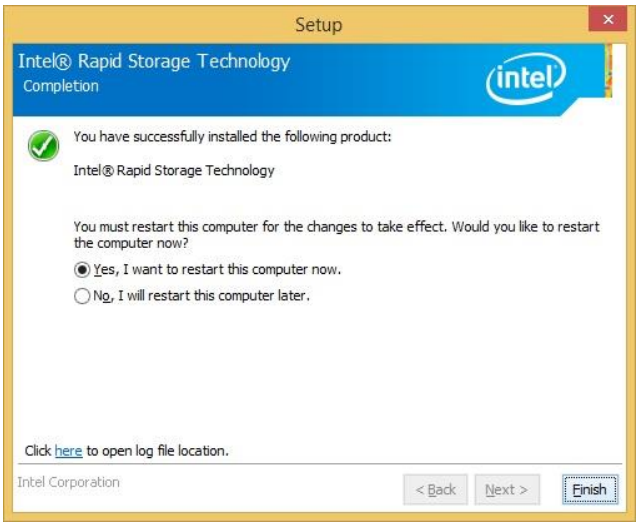 Setup
Intel® Rapid Storage Technology
Completion
intel
You have successfully installed the following product:
Intel® Rapid Storage Technology
You must restart this computer for the changes to take effect. Would you like to restart
the computer now?
Yes, I want to restart this computer now.
No, I will restart this computer later.
Click here to open log file location.
Intel Corporation
< Back Next > Finish